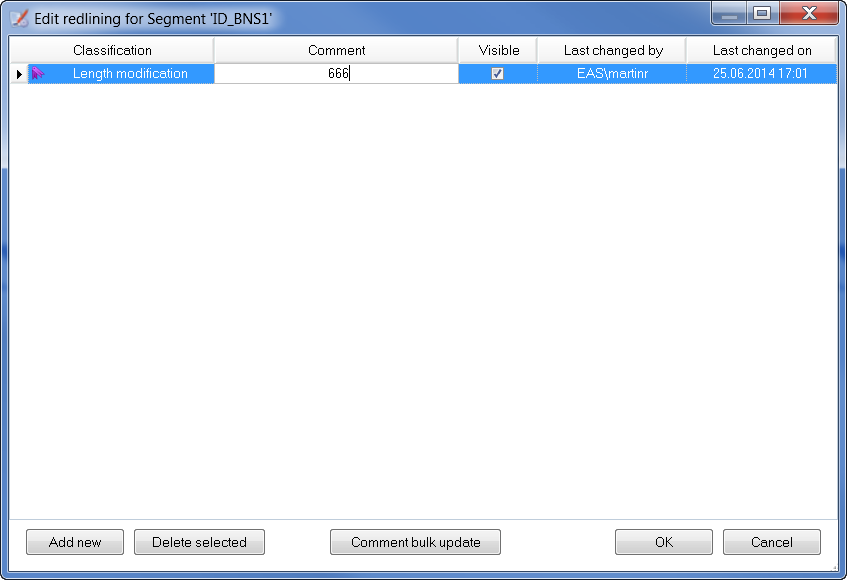 Edit redlining for Segment 'ID_BNS1'
Classification Comment Visible Last changed by Last changed on
Length modification 666 EAS\martinr 25.06.2014 17:01
Add new Delete selected Comment bulk update OK Cancel